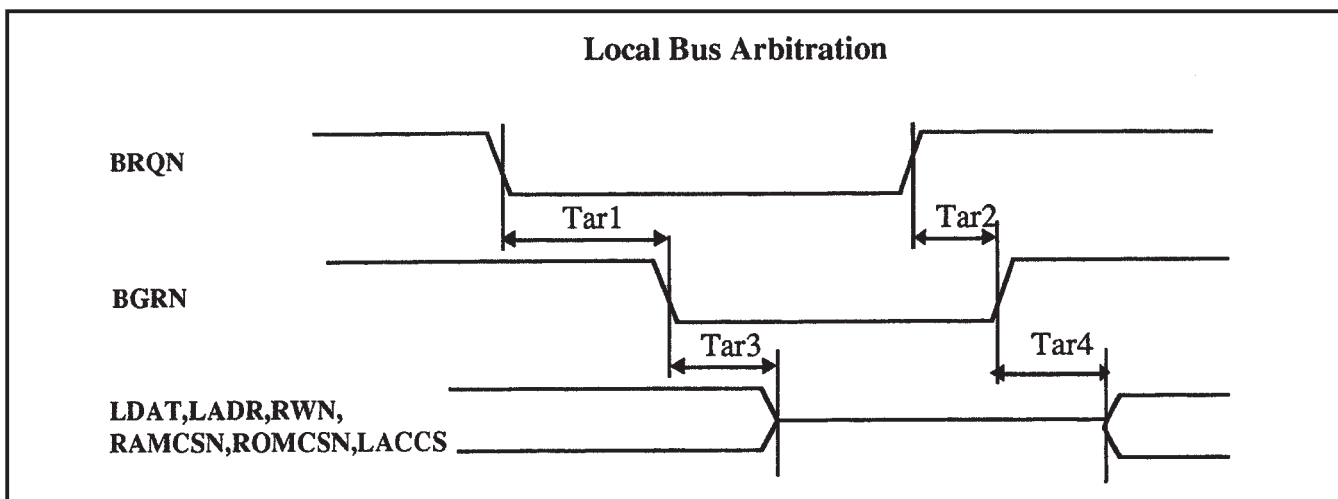 Local Bus Arbitration
BRQN
Tar1
Tar2
BGRN
Tar3
Tar4
LDAT,LADR,RWN,
RAMCSN,ROMCSN,LACCS